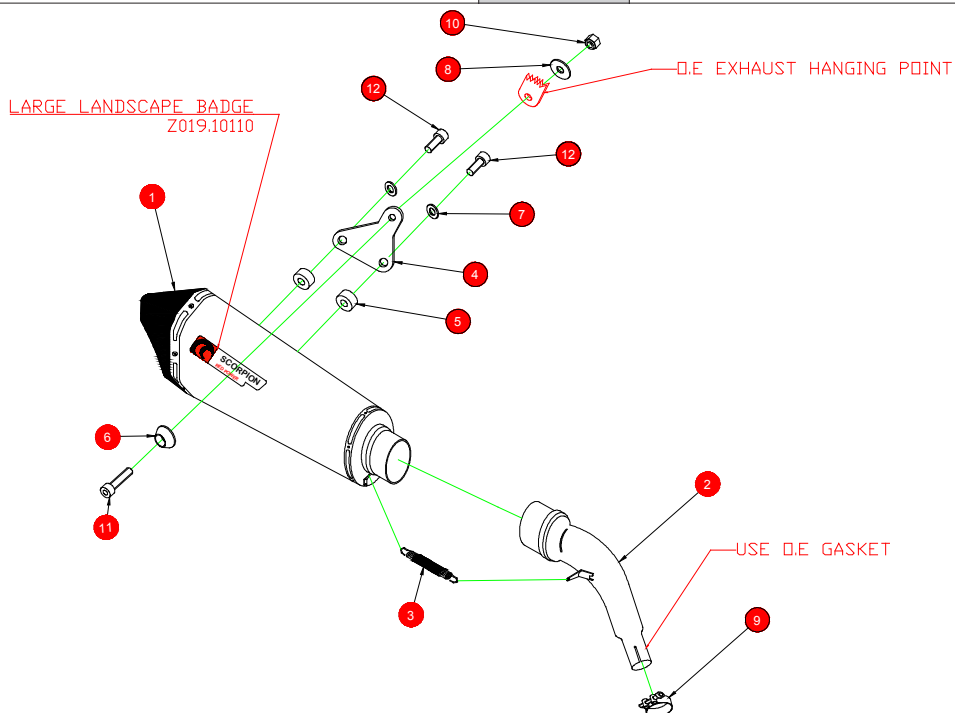 10
O.E EXHAUST HANGING POINT
8
12
LARGE LANDSCAPE BADGE
Z019.10110
12
1
7
4
5
SCORPION
6
2
11
USE O.E GASKET
3
9